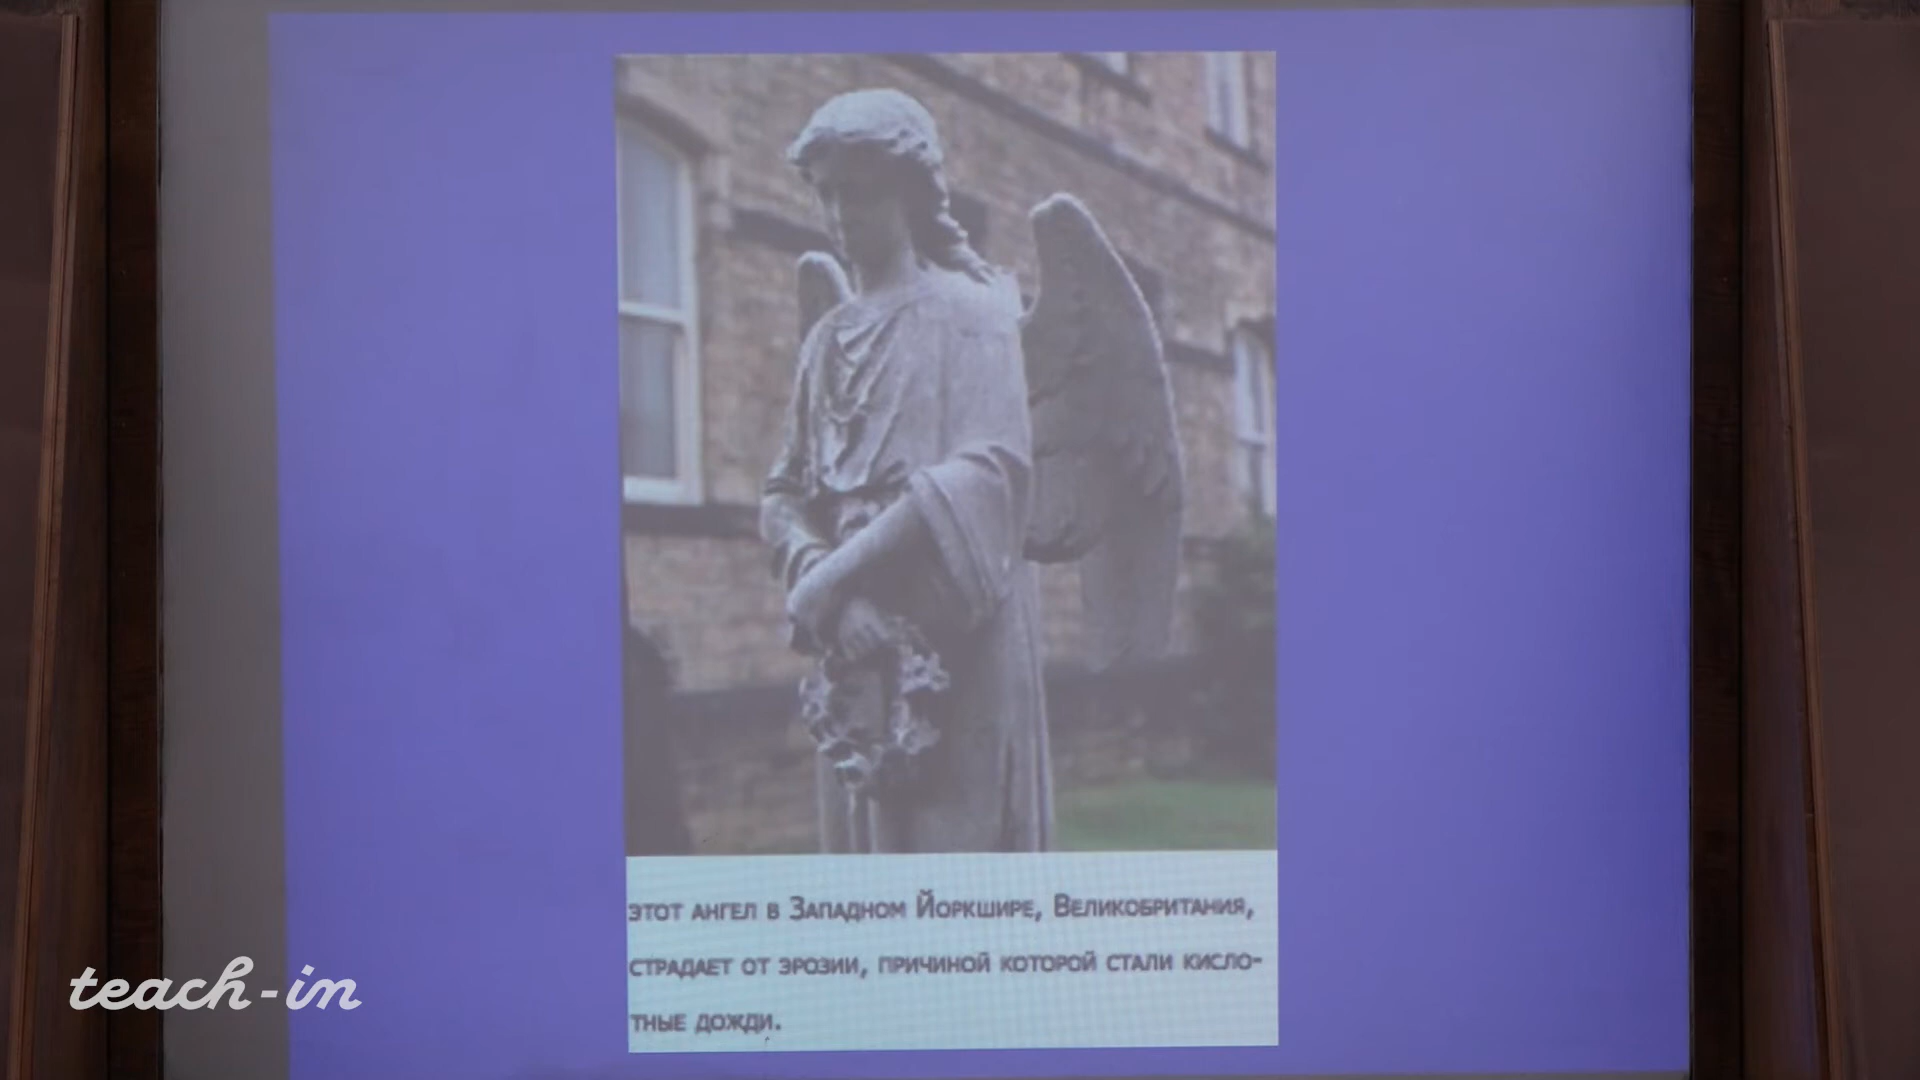 этот ангел в Западном Йоркшире, Великобритания,
страдает от эрозии, причиной которой стали кисло-
тные дожди.
teach-in